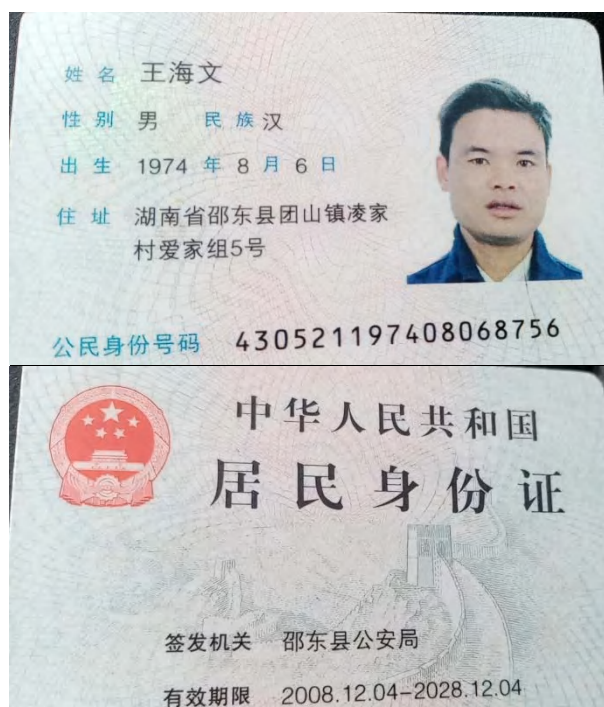 姓名 王海文
性别 男 民族 汉
出生 1974 年 8 月 6 日
住址 湖南省邵东县团山镇凌家
村爱家组5号
公民身份号码 430521197408068756
中华人民共和国
居民身份证
签发机关 邵东县公安局
有效期限 2008.12.04-2028.12.04